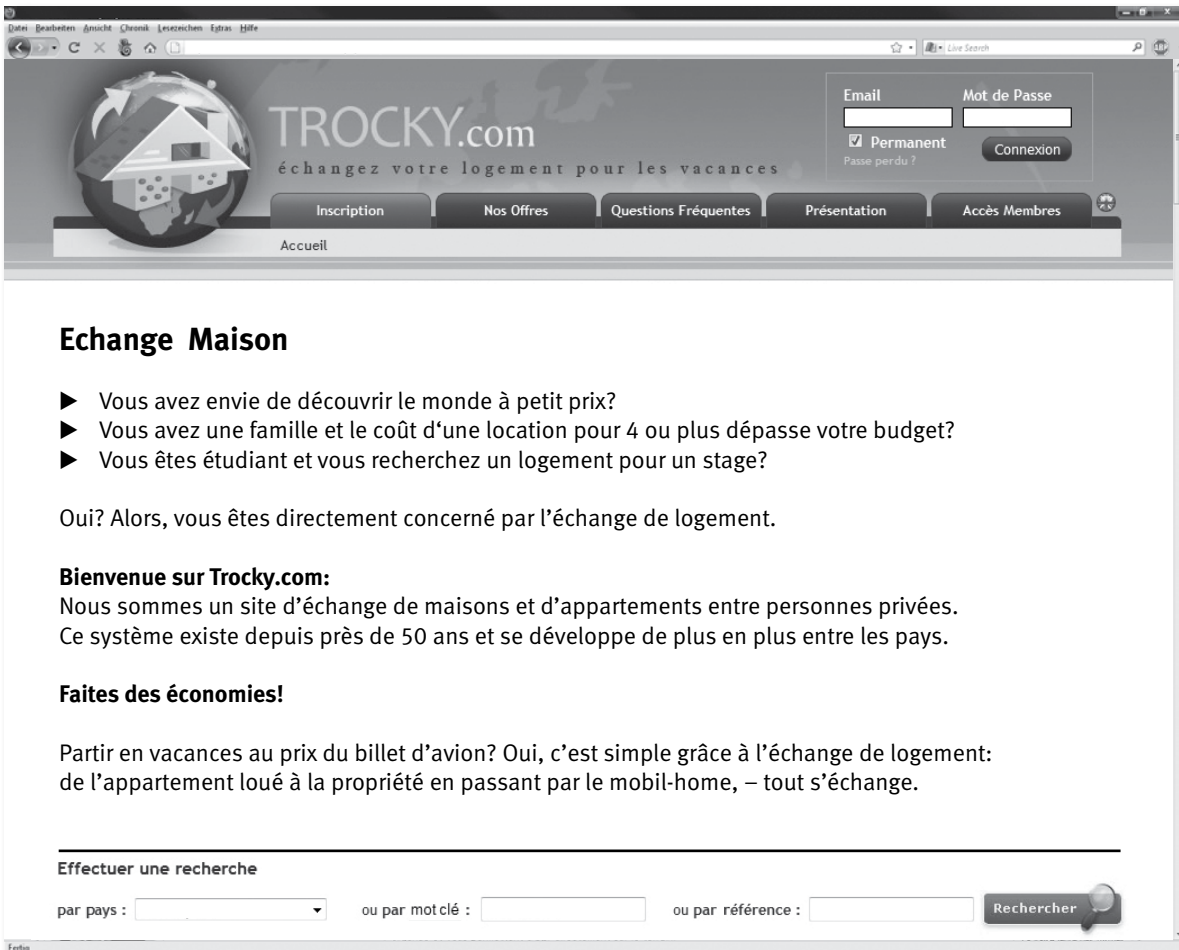 Datei Bearbeiten Ansicht Chronik Lesezeichen Extras Hilfe
Live Search
ABP
TROCKY.com
échangez votre logement pour les vacances
Email Mot de Passe
Permanent
Passe perdu ?
Connexion
Inscription Nos Offres Questions Fréquentes Présentation Accès Membres
Accueil
Echange Maison
▶ Vous avez envie de découvrir le monde à petit prix?
▶ Vous avez une famille et le coût d‘une location pour 4 ou plus dépasse votre budget?
▶ Vous êtes étudiant et vous recherchez un logement pour un stage?
Oui? Alors, vous êtes directement concerné par l’échange de logement.
Bienvenue sur Trocky.com:
Nous sommes un site d’échange de maisons et d’appartements entre personnes privées.
Ce système existe depuis près de 50 ans et se développe de plus en plus entre les pays.
Faites des économies!
Partir en vacances au prix du billet d’avion? Oui, c’est simple grâce à l’échange de logement:
de l’appartement loué à la propriété en passant par le mobil-home, – tout s’échange.
Effectuer une recherche
par pays : ou par mot clé : ou par référence : Rechercher
Fertig